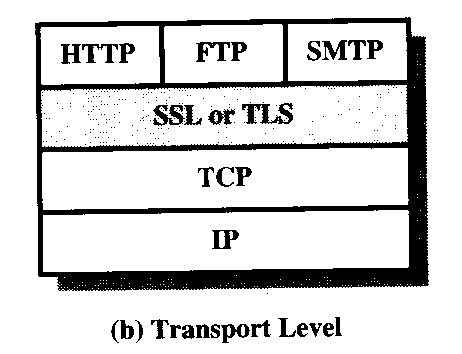 HTTP FTP SMTP
SSL or TLS
TCP
IP
(b) Transport Level